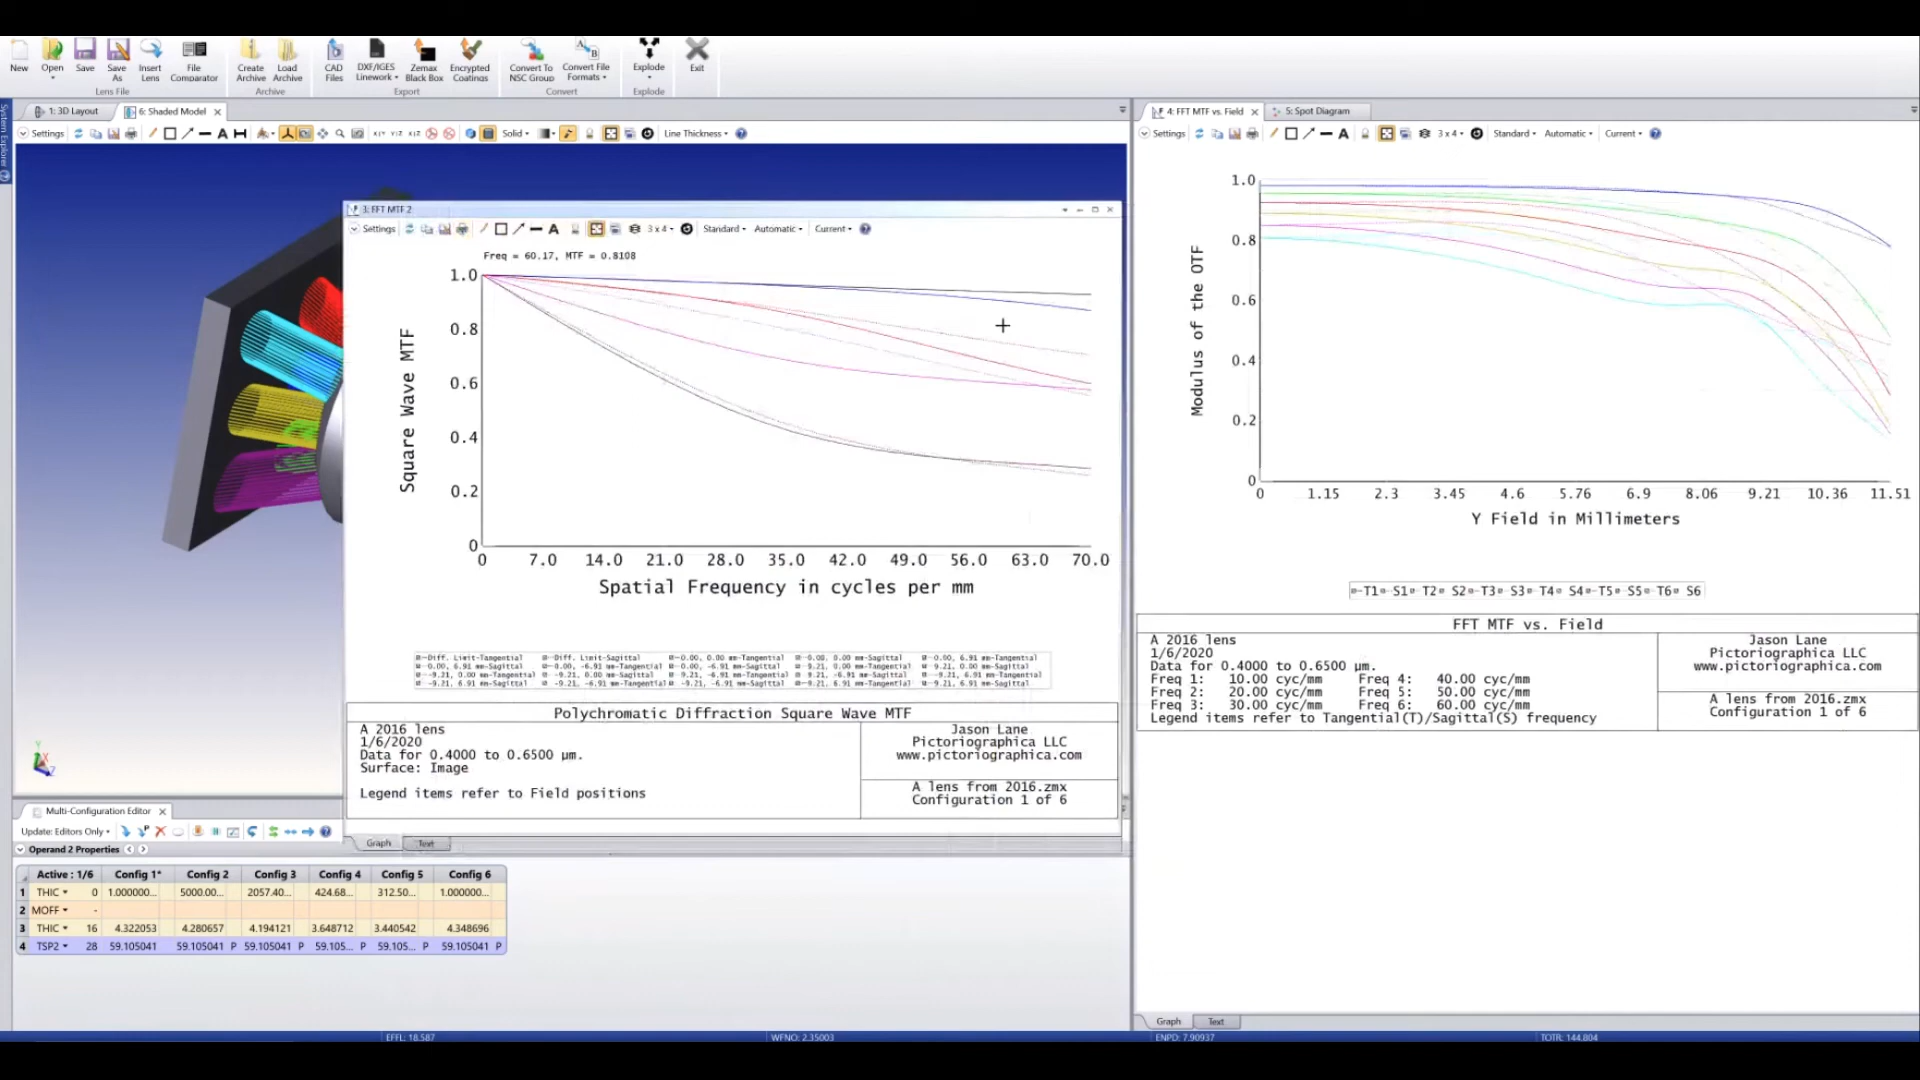 New Open Save Save As Insert Lens File Comparator Create Archive Load Archive CAD Files DXF/IGES Linework Zemax Black Box Encrypted Coatings Convert To NSC Group Convert File Formats Explode Exit
Lens File Archive Export Convert Explode
System Explorer
1: 3D Layout 6: Shaded Model
Settings Solid Line Thickness
4: FFT MTF vs. Field 5: Spot Diagram
Settings 3 x 4 Standard Automatic Current
3: FFT MTF 2
Settings 3 x 4 Standard Automatic Current
Freq = 60.17, MTF = 0.8108
1.0
0.8
0.6
0.4
0.2
0
Square Wave MTF
0 7.0 14.0 21.0 28.0 35.0 42.0 49.0 56.0 63.0 70.0
Spatial Frequency in cycles per mm
Polychromatic Diffraction Square Wave MTF
A 2016 lens
1/6/2020
Data for 0.4000 to 0.6500 µm.
Surface: Image
Legend items refer to Field positions
Jason Lane
Pictoriographica LLC
www.pictoriographica.com
A lens from 2016.zmx
Configuration 1 of 6
Graph Text
1.0
0.8
0.6
0.4
0.2
0
Modulus of the OTF
0 1.15 2.3 3.45 4.6 5.76 6.9 8.06 9.21 10.36 11.51
Y Field in Millimeters
T1 S1 T2 S2 T3 S3 T4 S4 T5 S5 T6 S6
FFT MTF vs. Field
A 2016 lens
1/6/2020
Data for 0.4000 to 0.6500 µm.
Freq 1: 10.00 cyc/mm Freq 4: 40.00 cyc/mm
Freq 2: 20.00 cyc/mm Freq 5: 50.00 cyc/mm
Freq 3: 30.00 cyc/mm Freq 6: 60.00 cyc/mm
Legend items refer to Tangential(T)/Sagittal(S) frequency
Jason Lane
Pictoriographica LLC
www.pictoriographica.com
A lens from 2016.zmx
Configuration 1 of 6
Graph Text
Multi-Configuration Editor
Update: Editors Only
Operand 2 Properties
Active : 1/6 Config 1* Config 2 Config 3 Config 4 Config 5 Config 6
1 THIC 0 1.000000... 5000.00... 2057.40... 424.68... 312.50... 1.000000...
2 MOFF -
3 THIC 16 4.322053 4.280657 4.194121 3.648712 3.440542 4.348696
4 TSP2 28 59.105041 59.105041 P 59.105041 P 59.105... P 59.105... P 59.105041 P
EFFL: 18.587 WFNO: 2.35003 ENPD: 7.90937 TOTR: 144.804